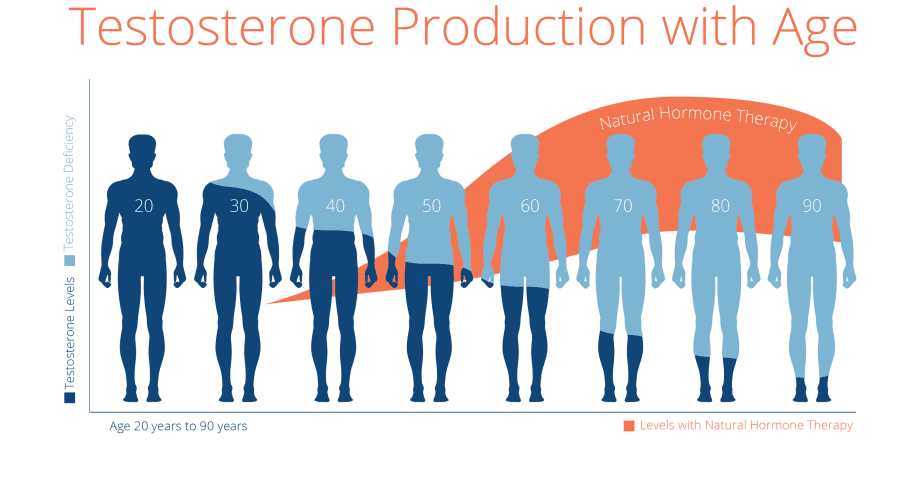 Testosterone Production with Age
Testosterone Deficiency
Testosterone Levels
Natural Hormone Therapy
20
30
40
50
60
70
80
90
Age 20 years to 90 years
Levels with Natural Hormone Therapy